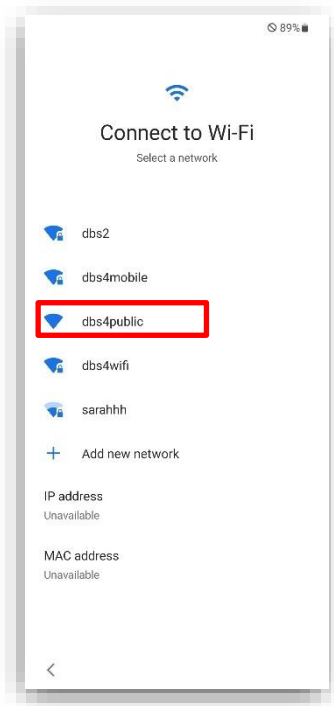 89%
Connect to Wi-Fi
Select a network
dbs2
dbs4mobile
dbs4public
dbs4wifi
sarahhh
Add new network
IP address
Unavailable
MAC address
Unavailable